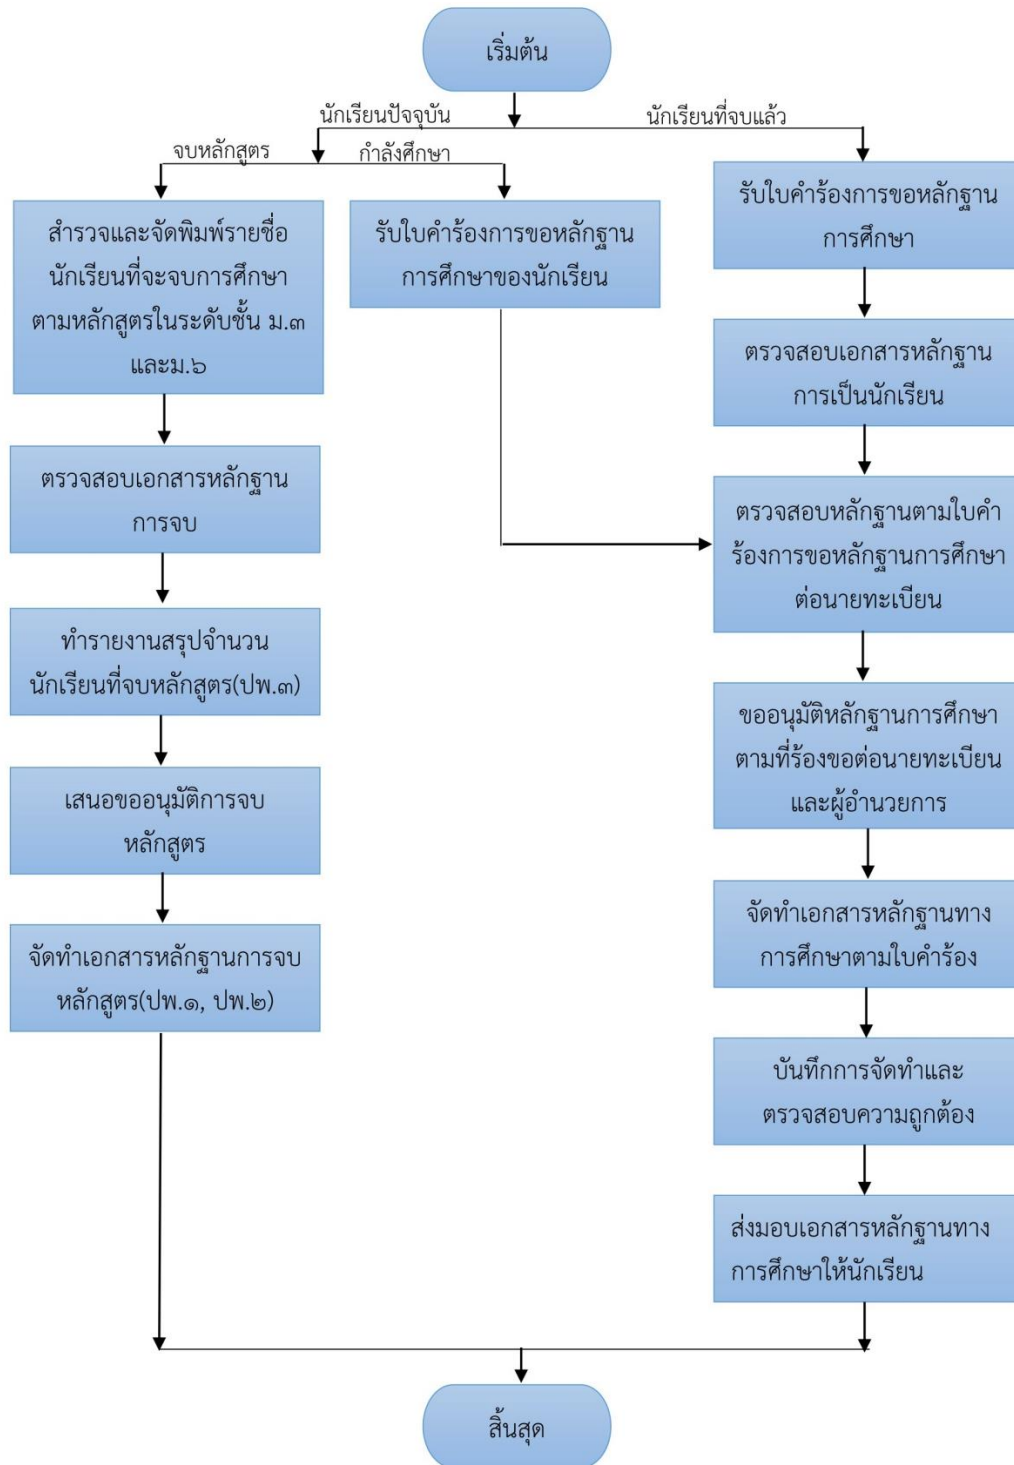 เริ่มต้น
นักเรียนปัจจุบัน
นักเรียนที่จบแล้ว
จบหลักสูตร
กำลังศึกษา
สำรวจและจัดพิมพ์รายชื่อ
นักเรียนที่จะจบการศึกษา
ตามหลักสูตรในระดับชั้น ม.๓
และม.๖
รับใบคำร้องการขอหลักฐาน
การศึกษาของนักเรียน
รับใบคำร้องการขอหลักฐาน
การศึกษา
ตรวจสอบเอกสารหลักฐาน
การเป็นนักเรียน
ตรวจสอบเอกสารหลักฐาน
การจบ
ตรวจสอบหลักฐานตามใบคำ
ร้องการขอหลักฐานการศึกษา
ต่อนายทะเบียน
ทำรายงานสรุปจำนวน
นักเรียนที่จบหลักสูตร(ปพ.๓)
ขออนุมัติหลักฐานการศึกษา
ตามที่ร้องขอต่อนายทะเบียน
และผู้อำนวยการ
เสนอขออนุมัติการจบ
หลักสูตร
จัดทำเอกสารหลักฐานทาง
การศึกษาตามใบคำร้อง
จัดทำเอกสารหลักฐานการจบ
หลักสูตร(ปพ.๑, ปพ.๒)
บันทึกการจัดทำและ
ตรวจสอบความถูกต้อง
ส่งมอบเอกสารหลักฐานทาง
การศึกษาให้นักเรียน
สิ้นสุด